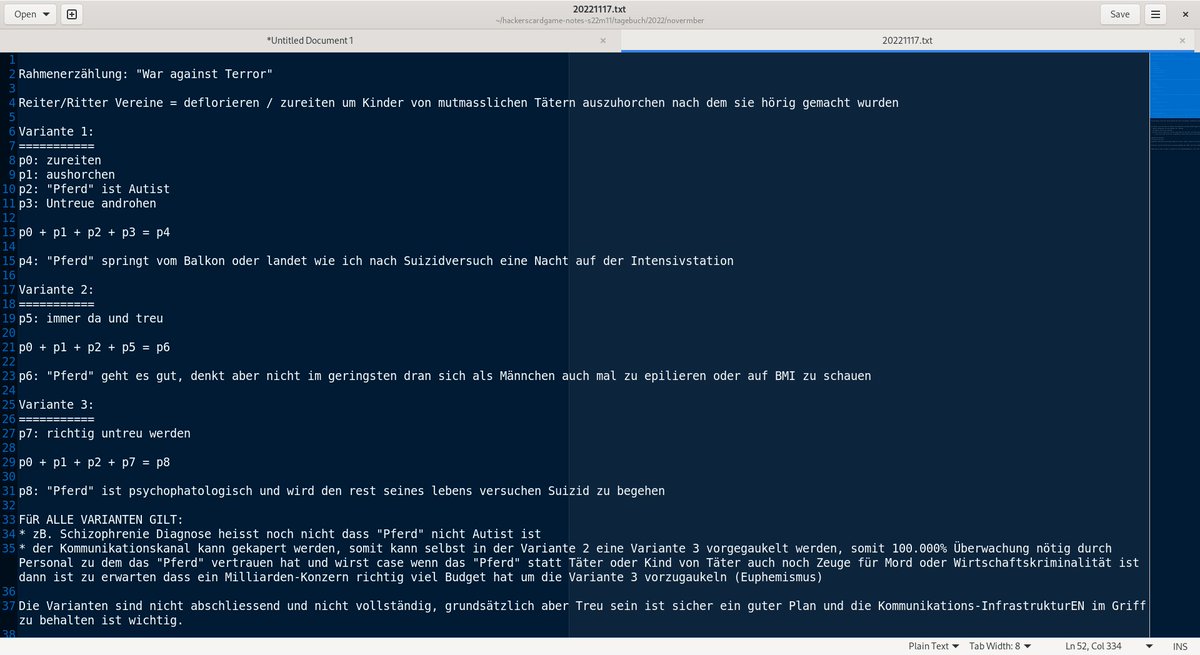 Open
20221117.txt
~/hackerscardgame-notes-s22m11/tagebuch/2022/novermber
Save
*Untitled Document 1
20221117.txt
1
2 Rahmenerzählung: "War against Terror"
3
4 Reiter/Ritter Vereine = deflorieren / zureiten um Kinder von mutmasslichen Tätern auszuhorchen nach dem sie hörig gemacht wurden
5
6 Variante 1:
7 ===========
8 p0: zureiten
9 p1: aushorchen
10 p2: "Pferd" ist Autist
11 p3: Untreue androhen
12
13 p0 + p1 + p2 + p3 = p4
14
15 p4: "Pferd" springt vom Balkon oder landet wie ich nach Suizidversuch eine Nacht auf der Intensivstation
16
17 Variante 2:
18 ===========
19 p5: immer da und treu
20
21 p0 + p1 + p2 + p5 = p6
22
23 p6: "Pferd" geht es gut, denkt aber nicht im geringsten dran sich als Männchen auch mal zu epilieren oder auf BMI zu schauen
24
25 Variante 3:
26 ===========
27 p7: richtig untreu werden
28
29 p0 + p1 + p2 + p7 = p8
30
31 p8: "Pferd" ist psychophatologisch und wird den rest seines lebens versuchen Suizid zu begehen
32
33 FüR ALLE VARIANTEN GILT:
34 * zB. Schizophrenie Diagnose heisst noch nicht dass "Pferd" nicht Autist ist
35 * der Kommunikationskanal kann gekapert werden, somit kann selbst in der Variante 2 eine Variante 3 vorgegaukelt werden, somit 100.000% Überwachung nötig durch
Personal zu dem das "Pferd" vertrauen hat und wirst case wenn das "Pferd" statt Täter oder Kind von Täter auch noch Zeuge für Mord oder Wirtschaftskriminalität ist
dann ist zu erwarten dass ein Milliarden-Konzern richtig viel Budget hat um die Variante 3 vorzugaukeln (Euphemismus)
36
37 Die Varianten sind nicht abschliessend und nicht vollständig, grundsätzlich aber Treu sein ist sicher ein guter Plan und die Kommunikations-InfrastrukturEN im Griff
zu behalten ist wichtig.
38
Plain Text Tab Width: 8 Ln 52, Col 334 INS